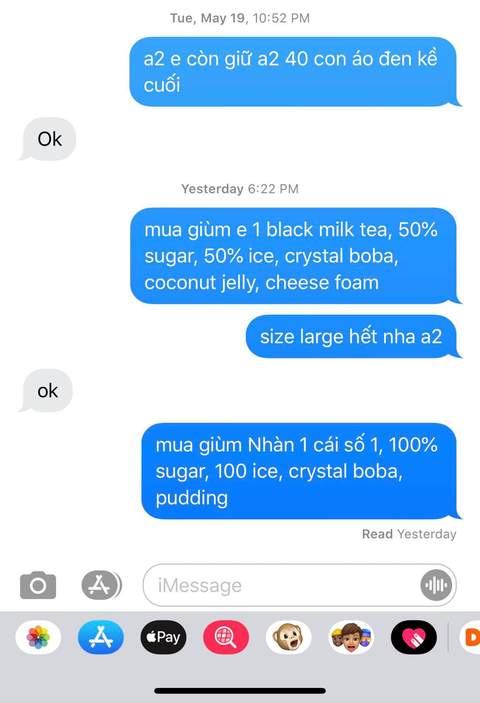 Tue, May 19, 10:52 PM
a2 e còn giữ a2 40 con áo đen kề
cuối
Ok
Yesterday 6:22 PM
mua giùm e 1 black milk tea, 50%
sugar, 50% ice, crystal boba,
coconut jelly, cheese foam
size large hết nha a2
ok
mua giùm Nhàn 1 cái số 1, 100%
sugar, 100 ice, crystal boba,
pudding
Read Yesterday
iMessage
Pay